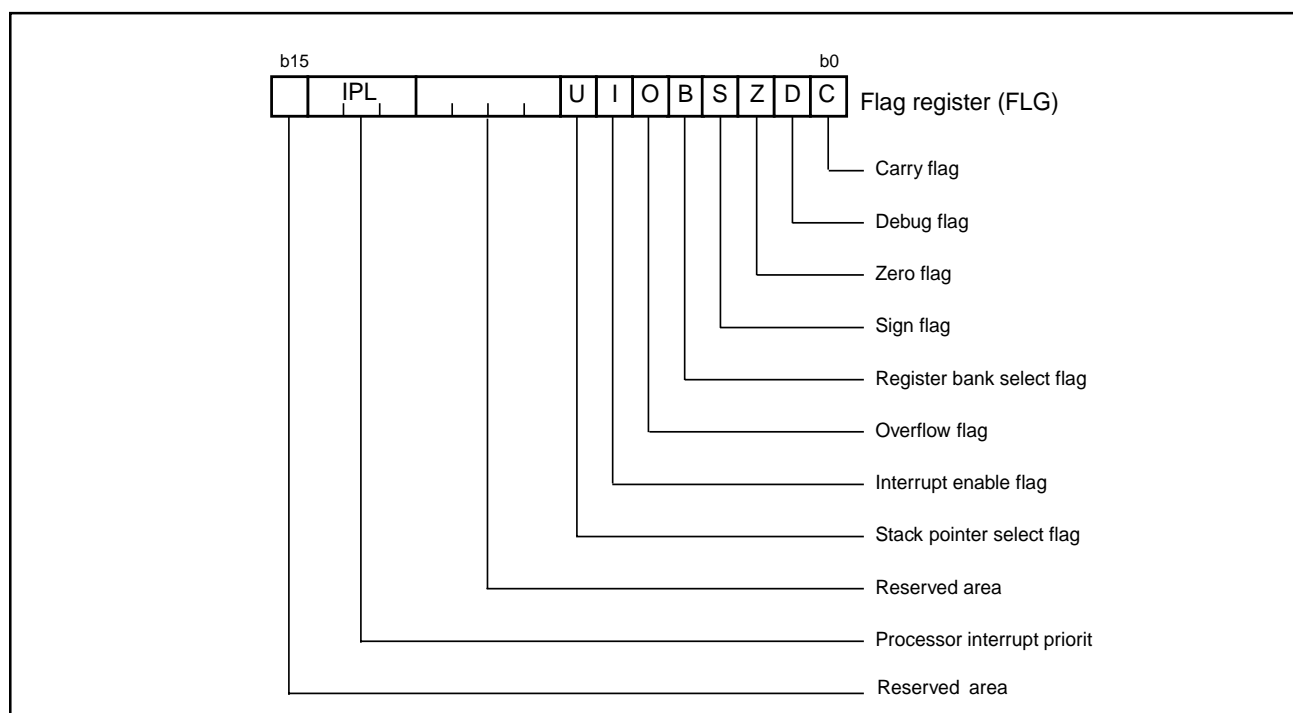 b15 b0
IPL U I O B S Z D C Flag register (FLG)
Carry flag
Debug flag
Zero flag
Sign flag
Register bank select flag
Overflow flag
Interrupt enable flag
Stack pointer select flag
Reserved area
Processor interrupt priorit
Reserved area